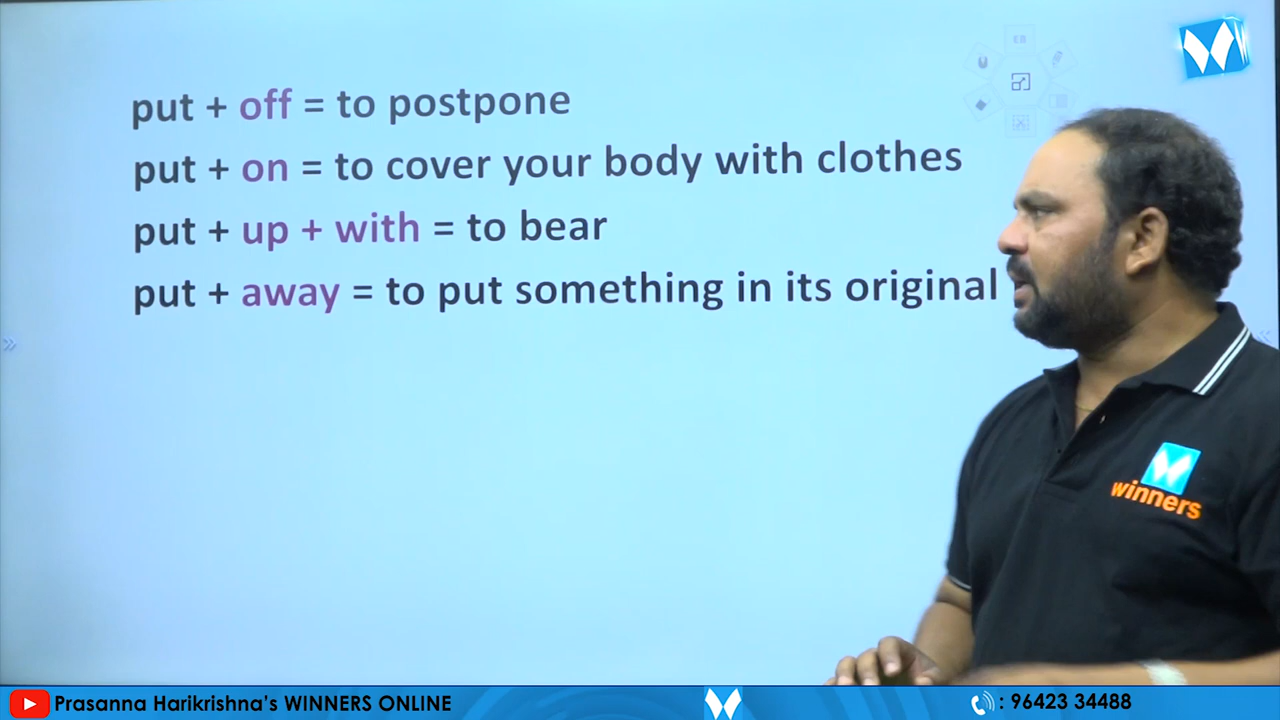 put + off = to postpone
put + on = to cover your body with clothes
put + up + with = to bear
put + away = to put something in its original
winners
Prasanna Harikrishna's WINNERS ONLINE
: 96423 34488